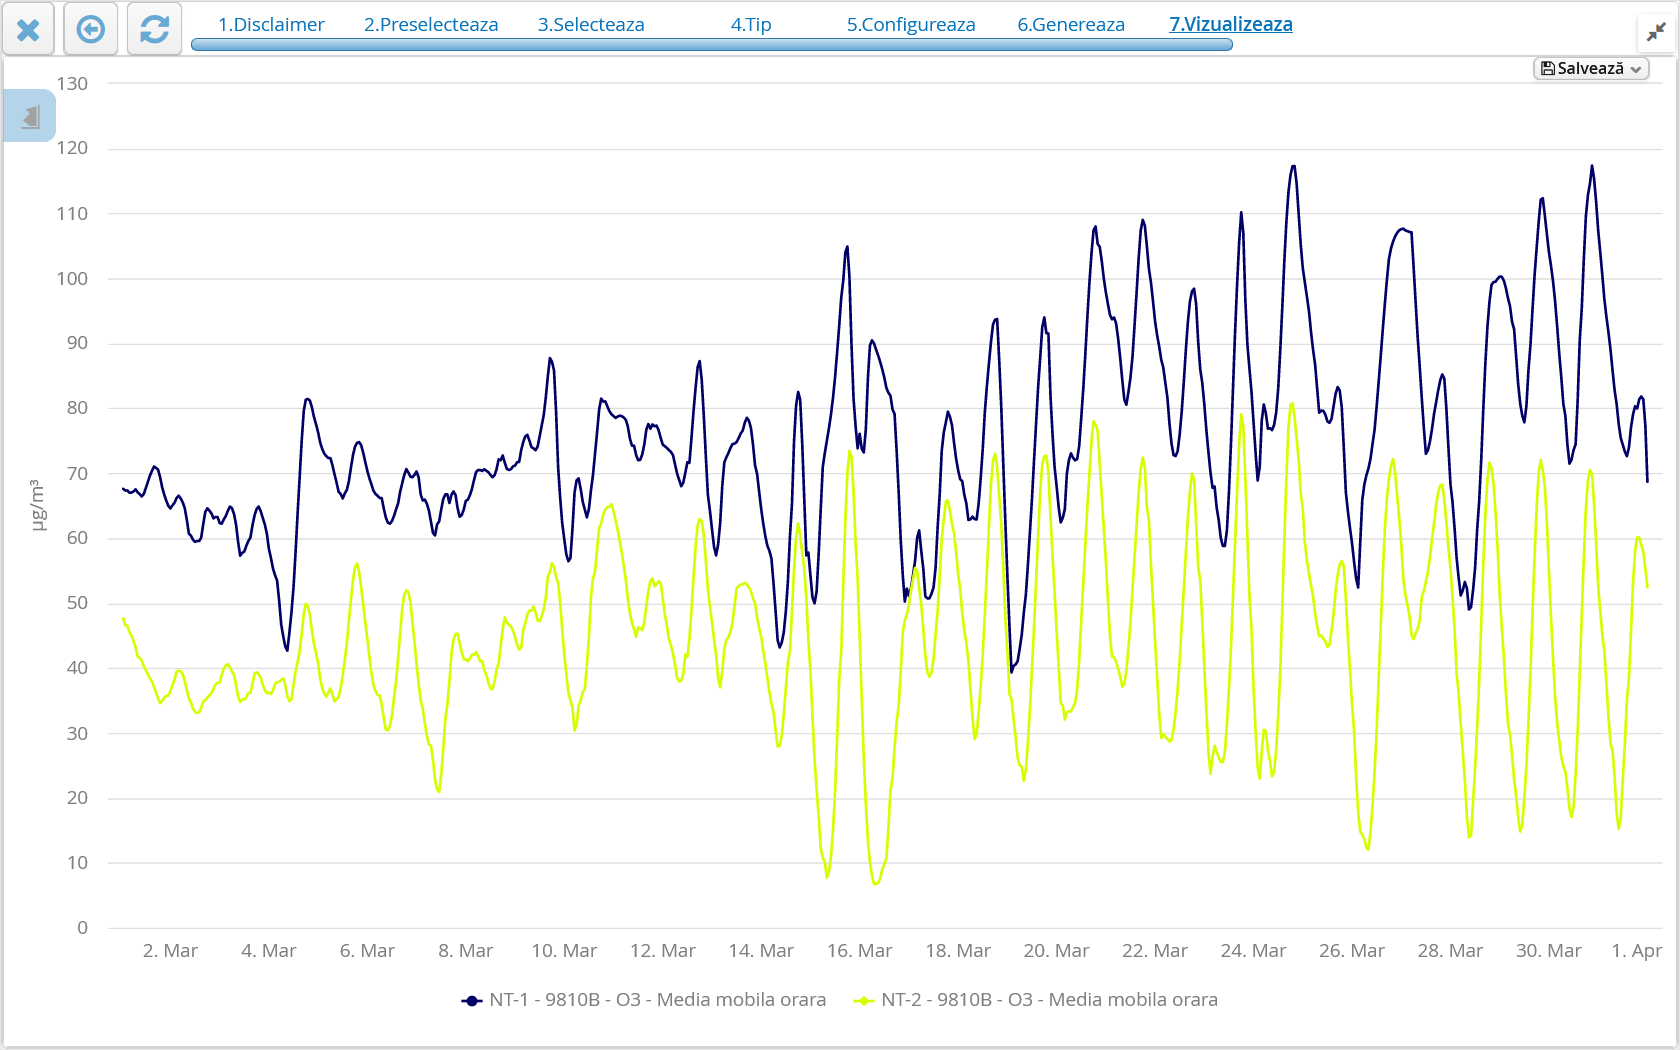 1.Disclaimer 2.Preselecteaza 3.Selecteaza 4.Tip 5.Configureaza 6.Genereaza 7.Vizualizeaza
Salvează
130
120
110
100
90
80
70
60
50
40
30
20
10
0
µg/m³
2. Mar 4. Mar 6. Mar 8. Mar 10. Mar 12. Mar 14. Mar 16. Mar 18. Mar 20. Mar 22. Mar 24. Mar 26. Mar 28. Mar 30. Mar 1. Apr
NT-1 - 9810B - O3 - Media mobila orara NT-2 - 9810B - O3 - Media mobila orara